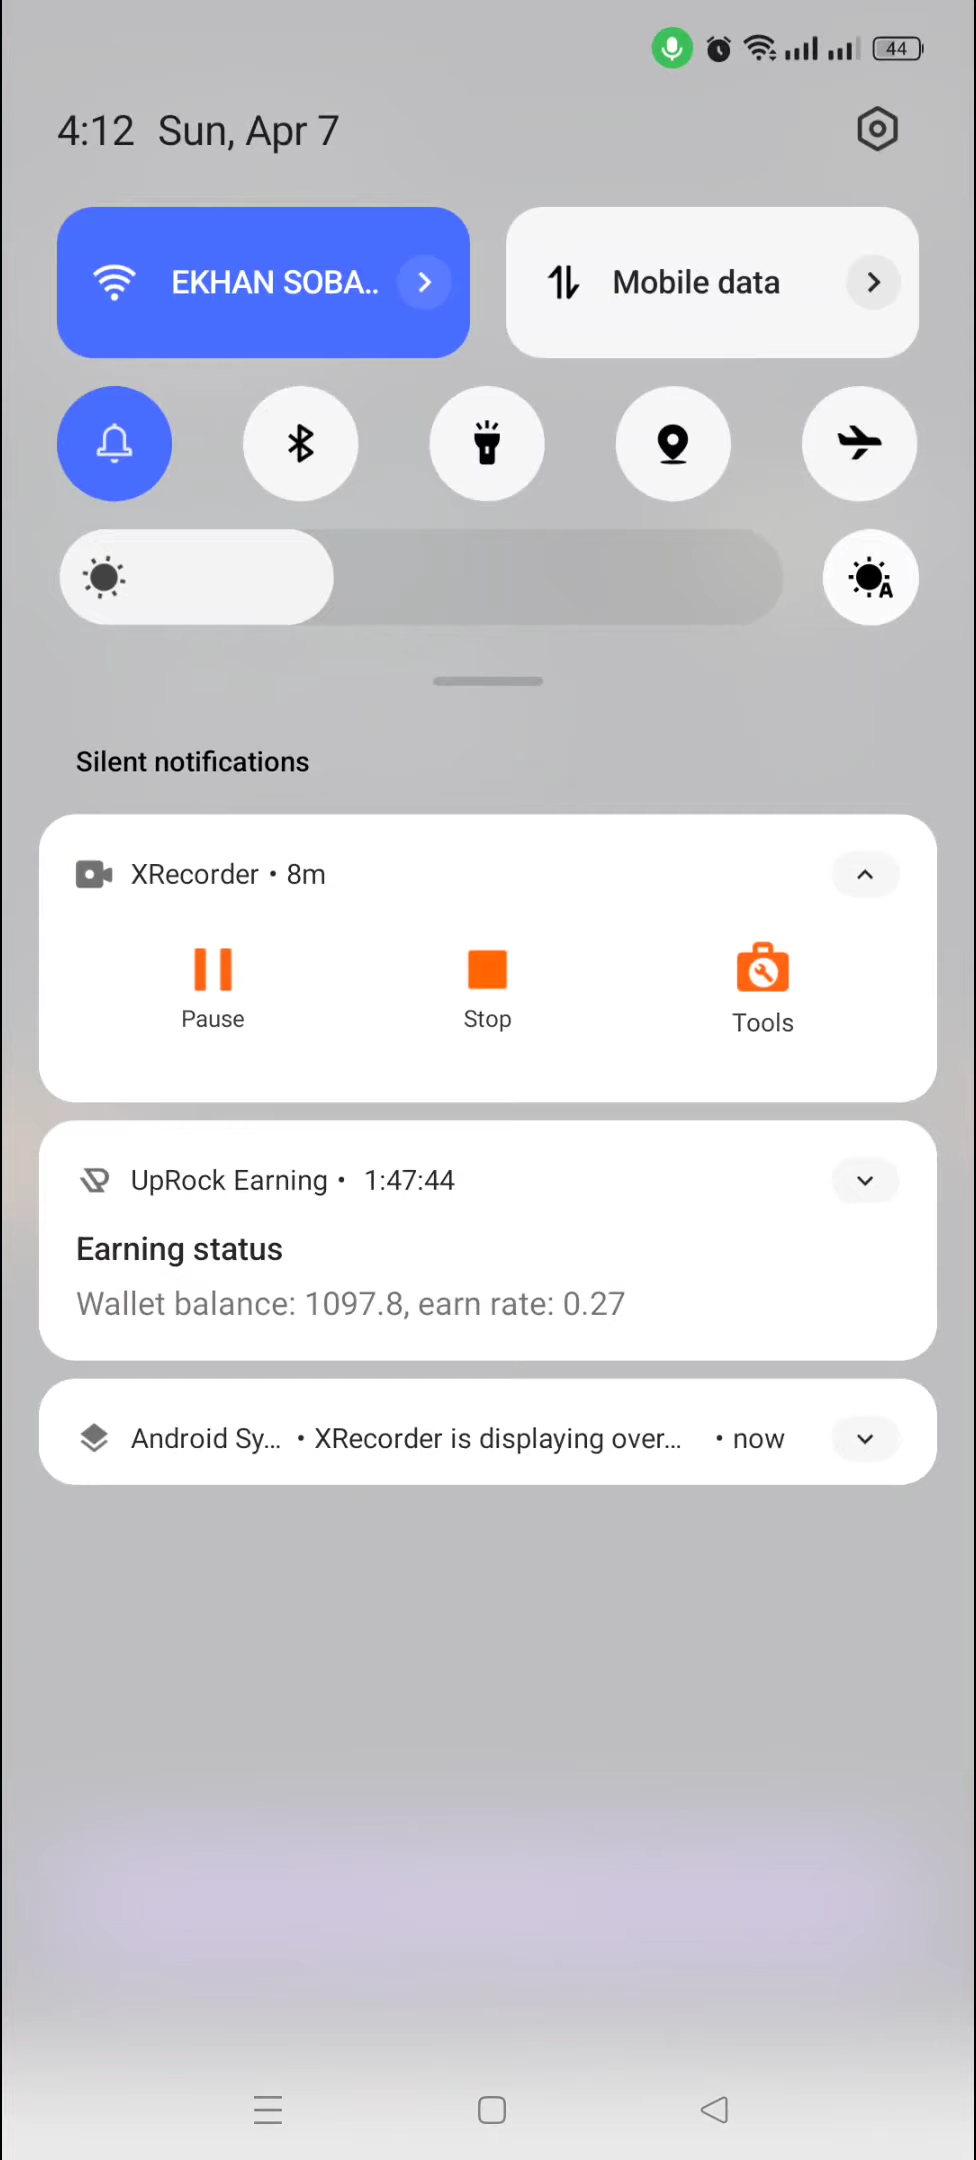 44
4:12 Sun, Apr 7
EKHAN SOBA..
Mobile data
A
Silent notifications
XRecorder • 8m
Pause
Stop
Tools
UpRock Earning • 1:47:44
Earning status
Wallet balance: 1097.8, earn rate: 0.27
Android Sy... • XRecorder is displaying over... • now